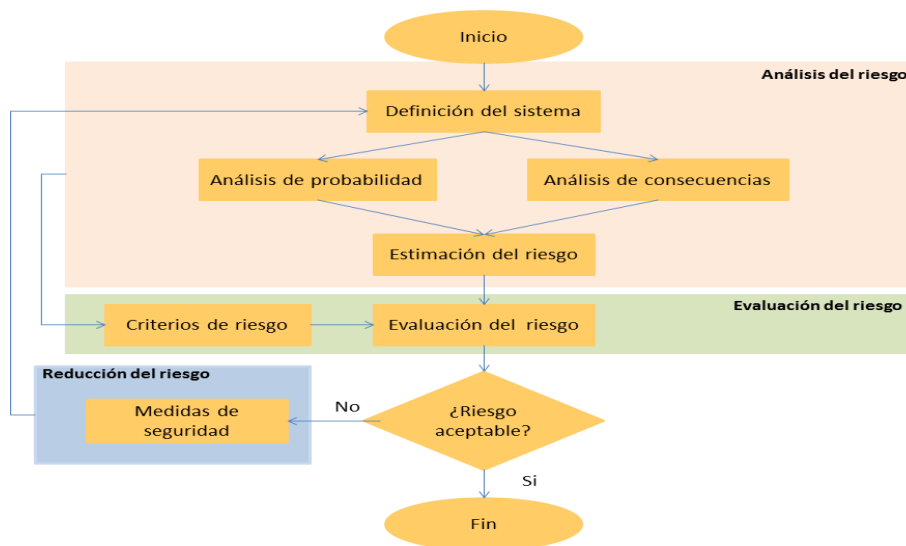 Inicio
Análisis del riesgo
Definición del sistema
Análisis de probabilidad
Análisis de consecuencias
Estimación del riesgo
Evaluación del riesgo
Criterios de riesgo
Evaluación del riesgo
Reducción del riesgo
Medidas de
seguridad
No
¿Riesgo
aceptable?
Si
Fin